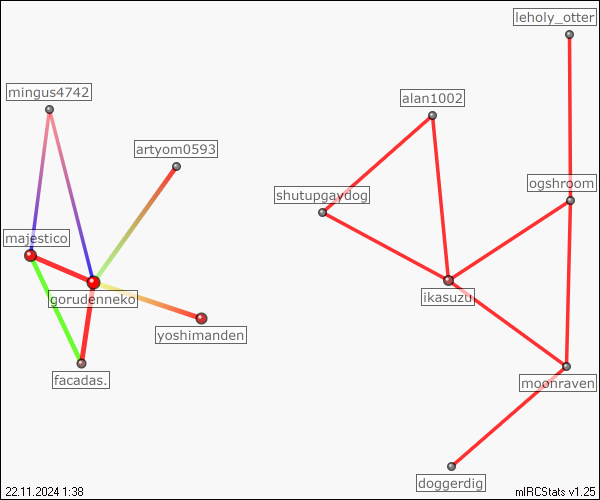 leholy_otter
mingus4742
alan1002
artyom0593
ogshroom
shutupgaydog
majestico
gorudenneko
ikasuzu
yoshimanden
facadas.
moonraven
doggerdig
22.11.2024 1:38
mIRCStats v1.25